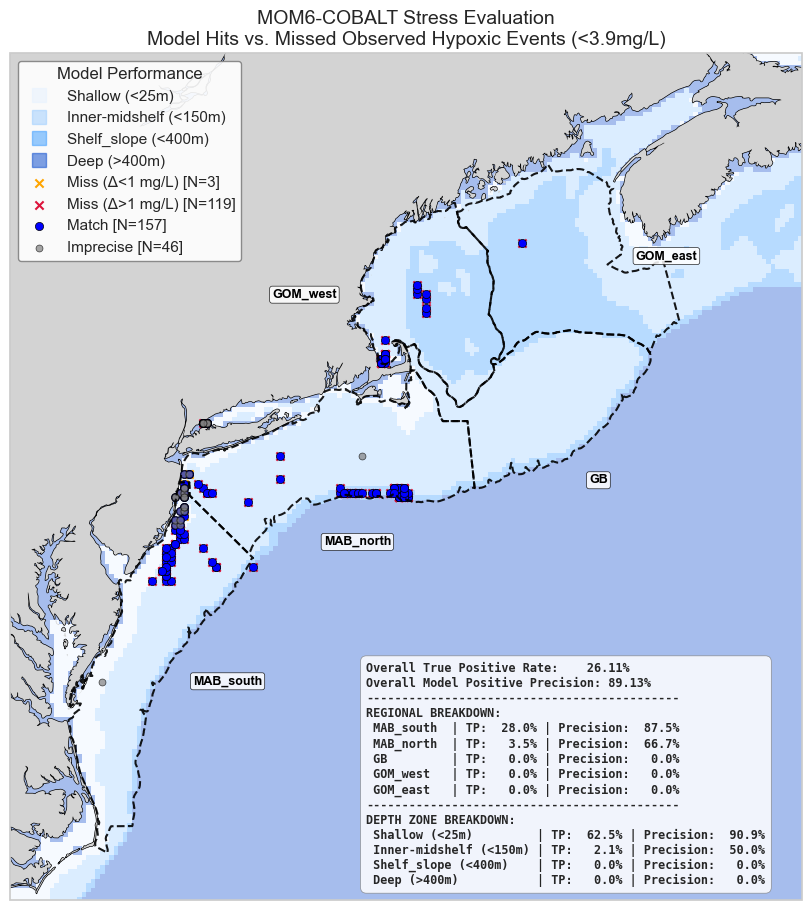 MOM6-COBALT Stress Evaluation
Model Hits vs. Missed Observed Hypoxic Events (<3.9mg/L)
Model Performance
Shallow (<25m)
Inner-midshelf (<150m)
Shelf_slope (<400m)
Deep (>400m)
Miss (Δ<1 mg/L) [N=3]
Miss (Δ>1 mg/L) [N=119]
Match [N=157]
Imprecise [N=46]
GOM_east
GOM_west
GB
MAB_north
MAB_south
Overall True Positive Rate:    26.11%
Overall Model Positive Precision: 89.13%
--------------------------------------------
REGIONAL BREAKDOWN:
MAB_south  | TP:  28.0% | Precision:  87.5%
MAB_north  | TP:   3.5% | Precision:  66.7%
GB         | TP:   0.0% | Precision:   0.0%
GOM_west   | TP:   0.0% | Precision:   0.0%
GOM_east   | TP:   0.0% | Precision:   0.0%
--------------------------------------------
DEPTH ZONE BREAKDOWN:
Shallow (<25m)         | TP:  62.5% | Precision:  90.9%
Inner-midshelf (<150m) | TP:   2.1% | Precision:  50.0%
Shelf_slope (<400m)    | TP:   0.0% | Precision:   0.0%
Deep (>400m)           | TP:   0.0% | Precision:   0.0%